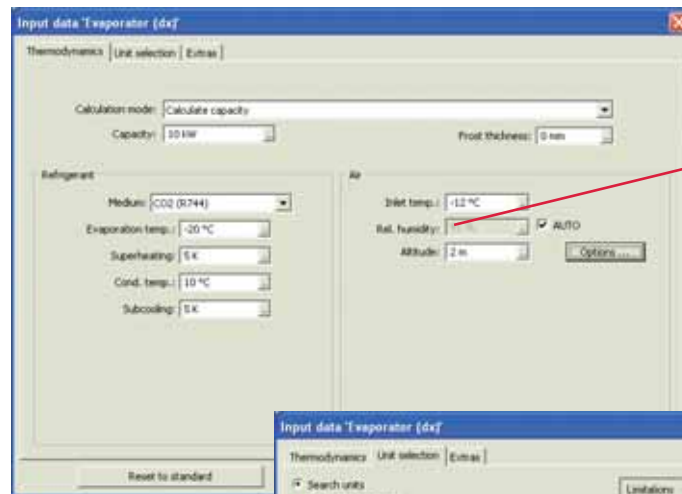 Input data 'Evaporator (dx)'
Thermodynamics Unit selection Extras
Calculation mode: Calculate capacity
Capacity: 10 kW Frost thickness: 0 mm
Refrigerant Air
Medium: CO2 (R744) Inlet temp.: -12 °C
Evaporation temp.: -20 °C Rel. humidity: AUTO
Superheating: 5 K Altitude: 2 m Options ...
Cond. temp.: 10 °C
Subcooling: 5 K
Input data 'Evaporator (dx)'
Thermodynamics Unit selection Extras
Reset to standard Search units Limitations